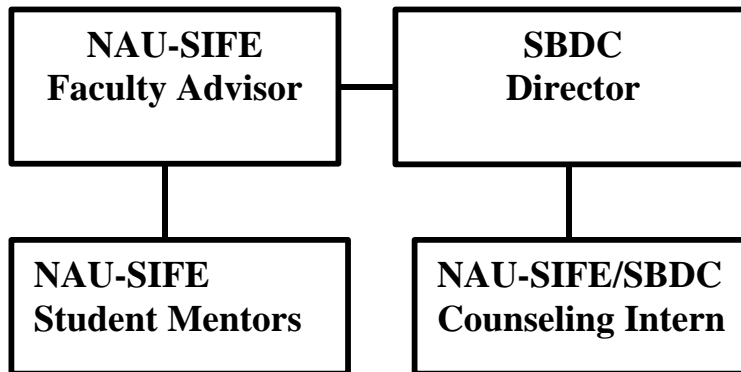 NAU-SIFE
Faculty Advisor
SBDC
Director
NAU-SIFE
Student Mentors
NAU-SIFE/SBDC
Counseling Intern